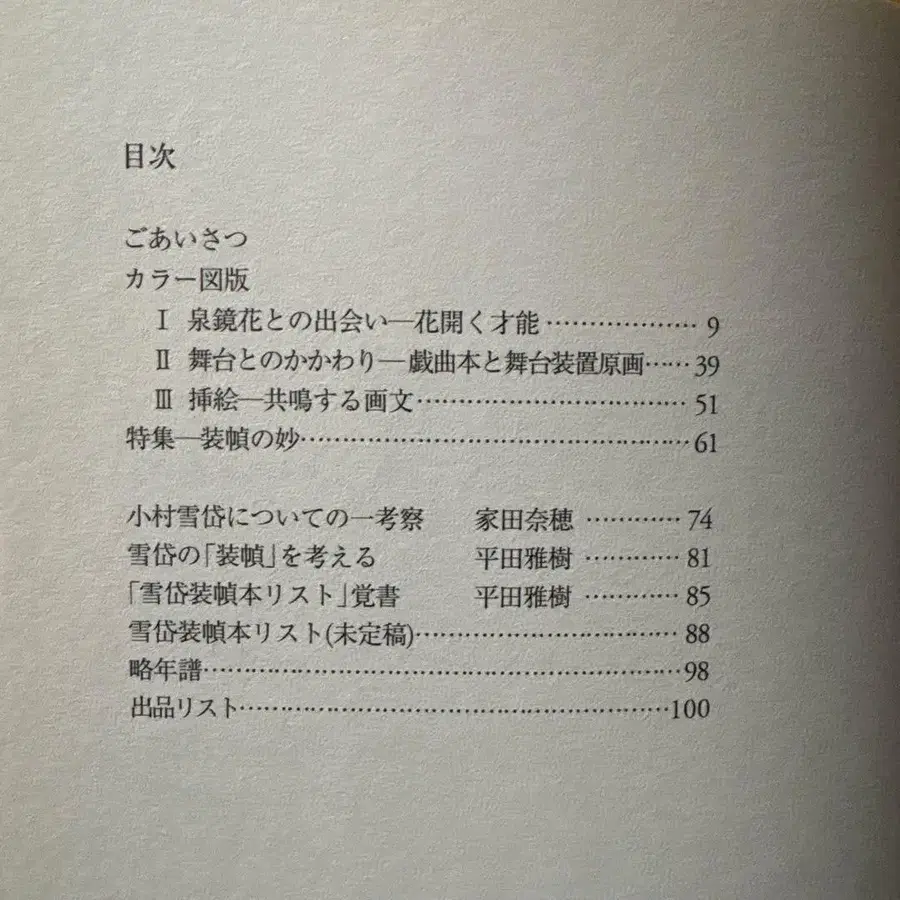 目次
ごあいさつ
カラー図版
Ⅰ 泉鏡花との出会い―花開く才能 ……………… 9
Ⅱ 舞台とのかかわり―戯曲本と舞台装置原画…… 39
Ⅲ 挿絵―共鳴する画文…………………………… 51
特集―装幀の妙………………………………………… 61
小村雪岱についての一考察 家田奈穂 ………… 74
雪岱の「装幀」を考える 平田雅樹 ………… 81
「雪岱装幀本リスト」覚書 平田雅樹 ………… 85
雪岱装幀本リスト(未定稿)………………………… 88
略年譜…………………………………………………98
出品リスト……………………………………………100